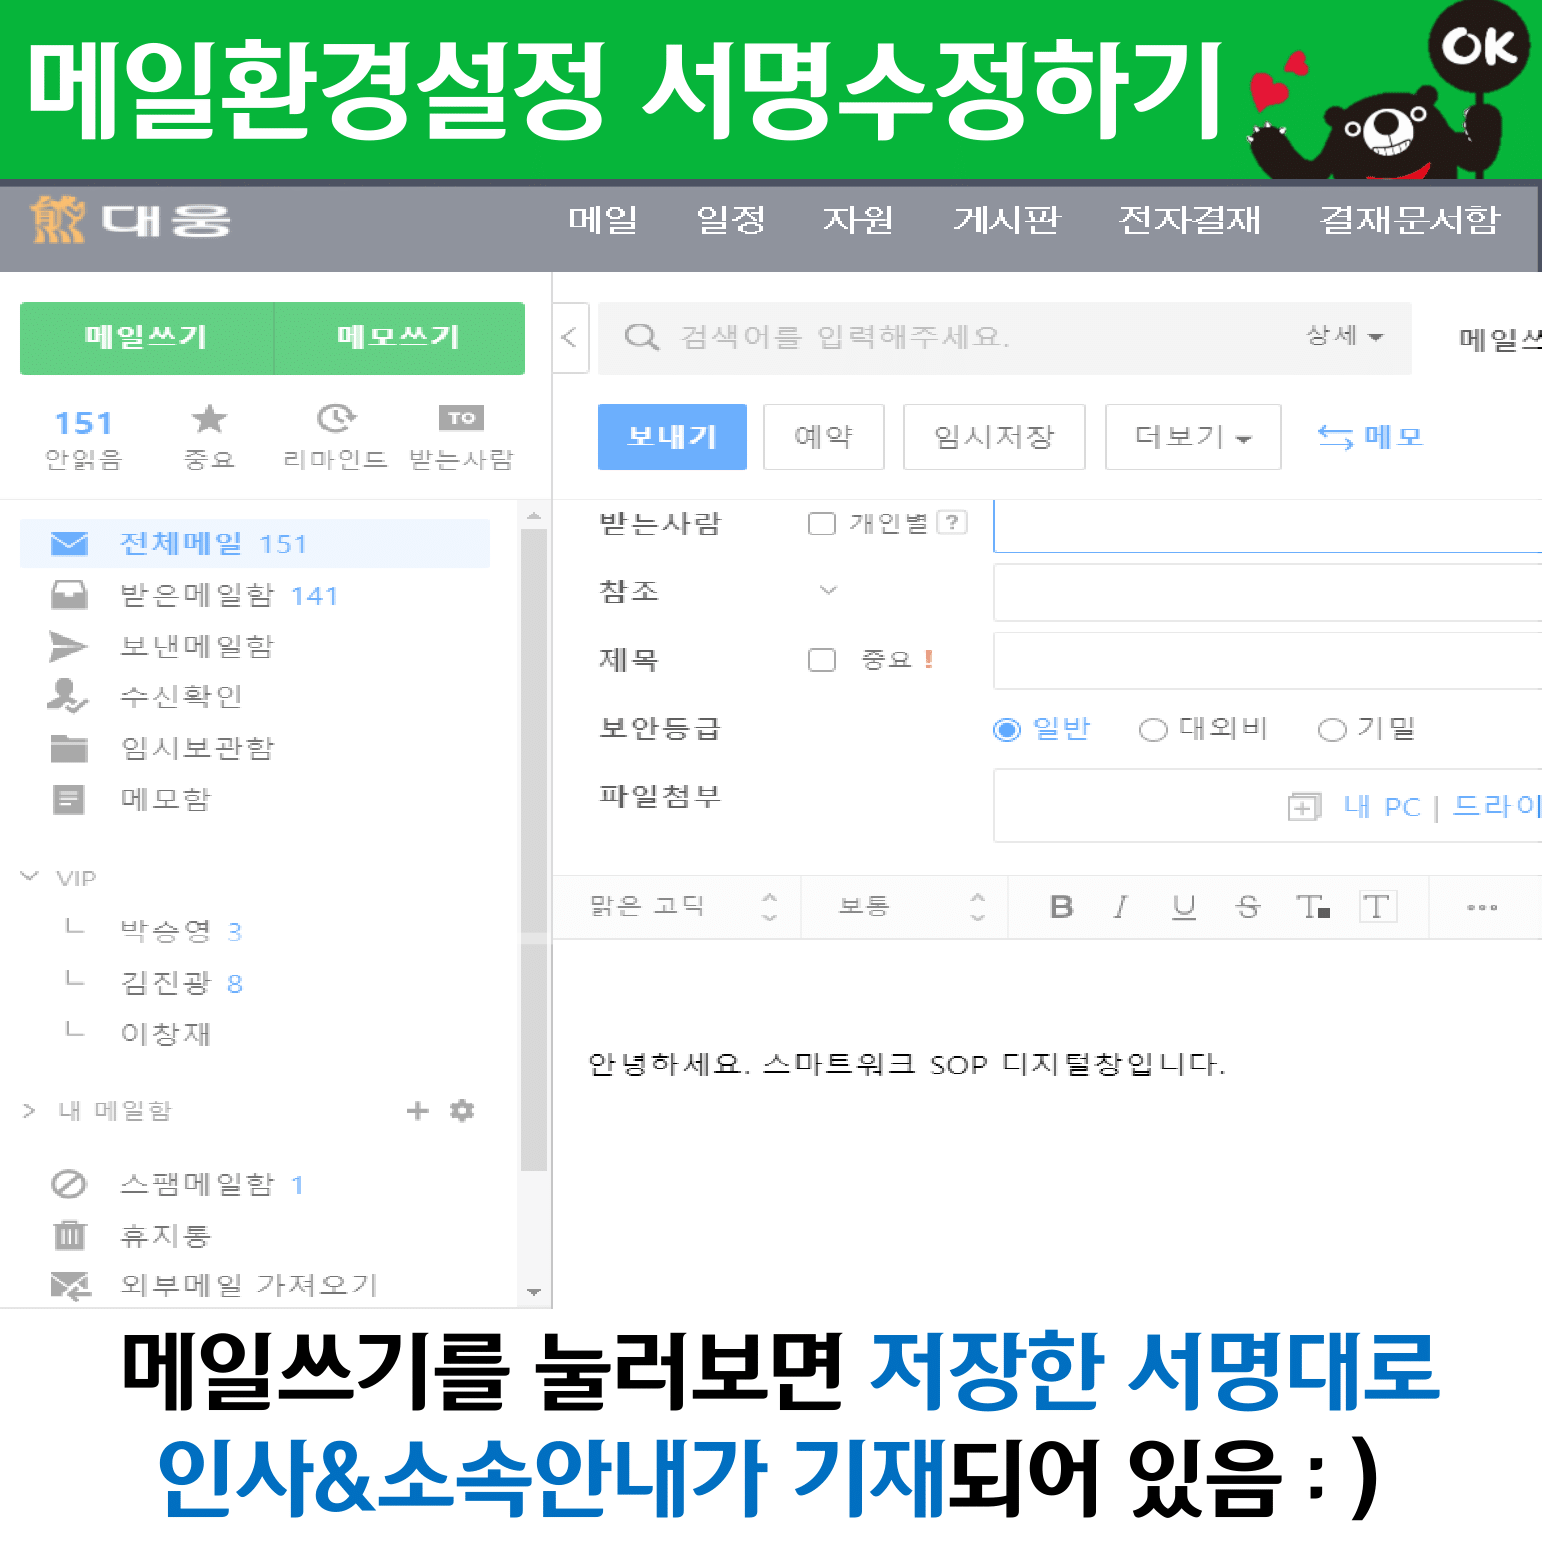 메일환경설정 서명수정하기
OK
대웅
메일 일정 자원 게시판 전자결재 결재문서함
메일쓰기 메모쓰기
검색어를 입력해주세요. 상세
메일쓰
151 안읽음
중요
리마인드
TO 받는사람
보내기 예약 임시저장 더보기 메모
전체메일 151
받은메일함 141
보낸메일함
수신확인
임시보관함
메모함
VIP
박승영 3
김진광 8
이창재
내 메일함
스팸메일함 1
휴지통
외부메일 가져오기
받는사람 개인별 ?
참조
제목 중요 !
보안등급 일반 대외비 기밀
파일첨부 내 PC | 드라이
맑은 고딕 보통 B I U S T T
안녕하세요. 스마트워크 SOP 디지털창입니다.
메일쓰기를 눌러보면 저장한 서명대로
인사&소속안내가 기재되어 있음 : )